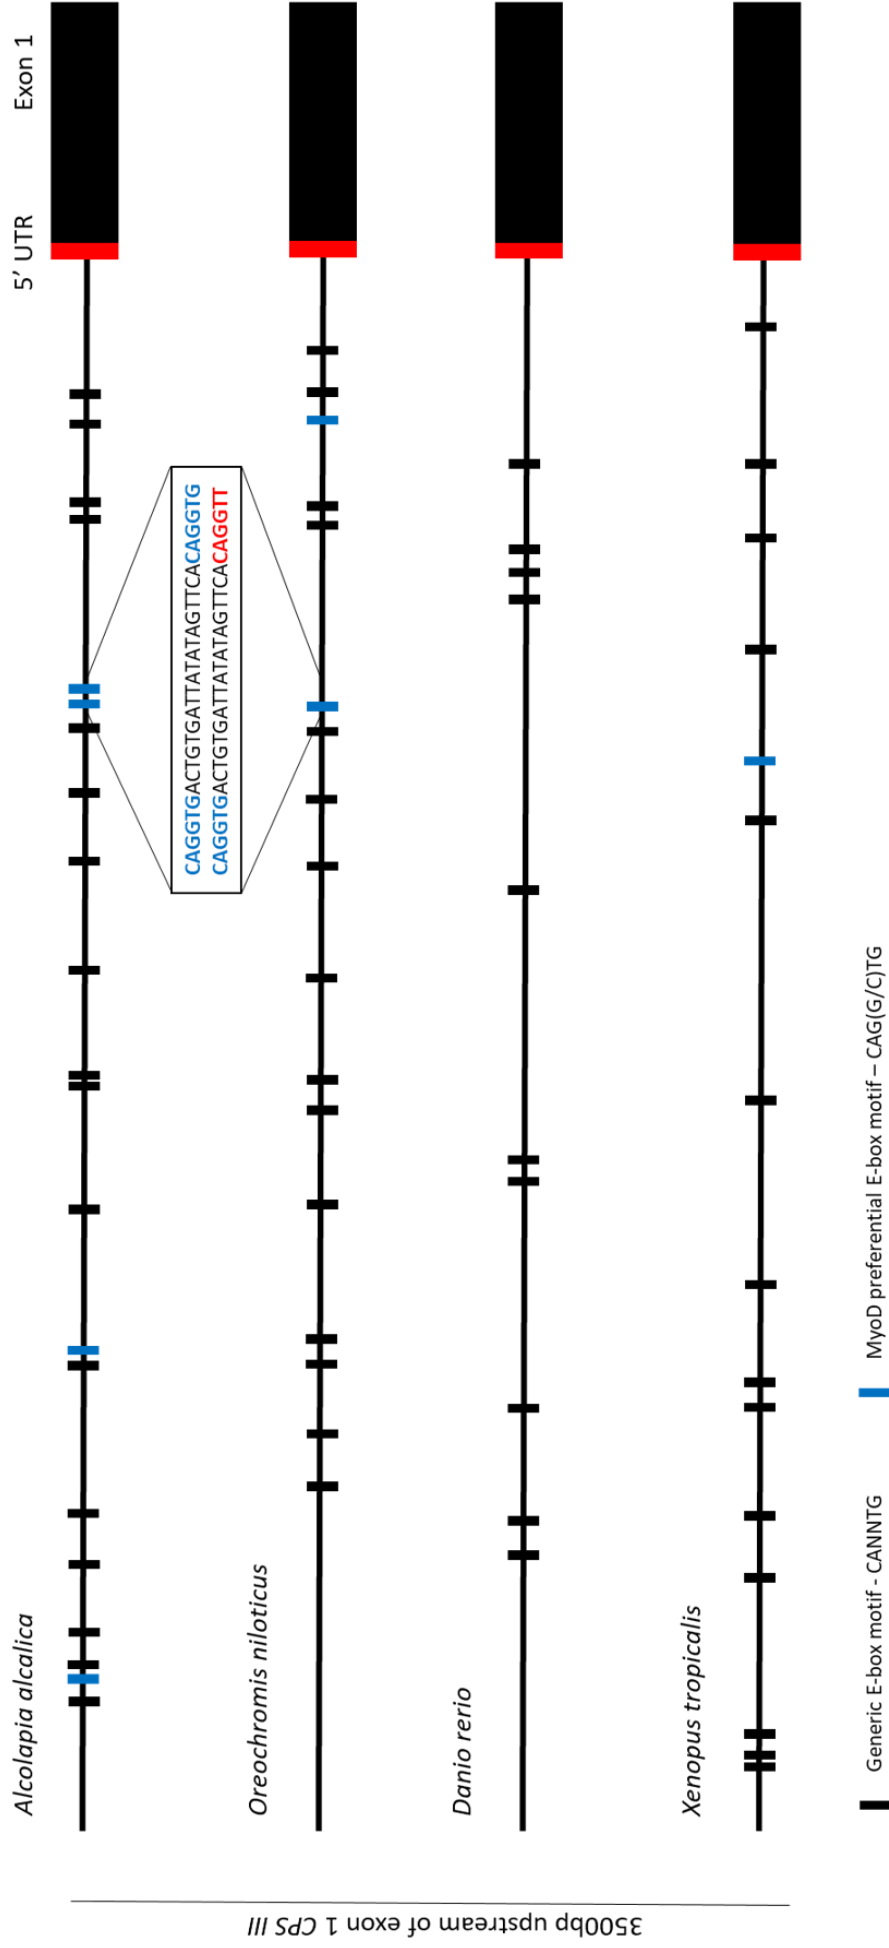 3500bp upstream of exon 1 CPS III
5’ UTR
Exon 1
Alcolapia alcalica
CAGGTGACTGTGATTATATAGTTCACAGGTG
CAGGTGACTGTGATTATATAGTTCACAGGTT
Oreochromis niloticus
Danio rerio
Xenopus tropicalis
Generic E-box motif - CANNTG
MyoD preferential E-box motif – CAG(G/C)TG